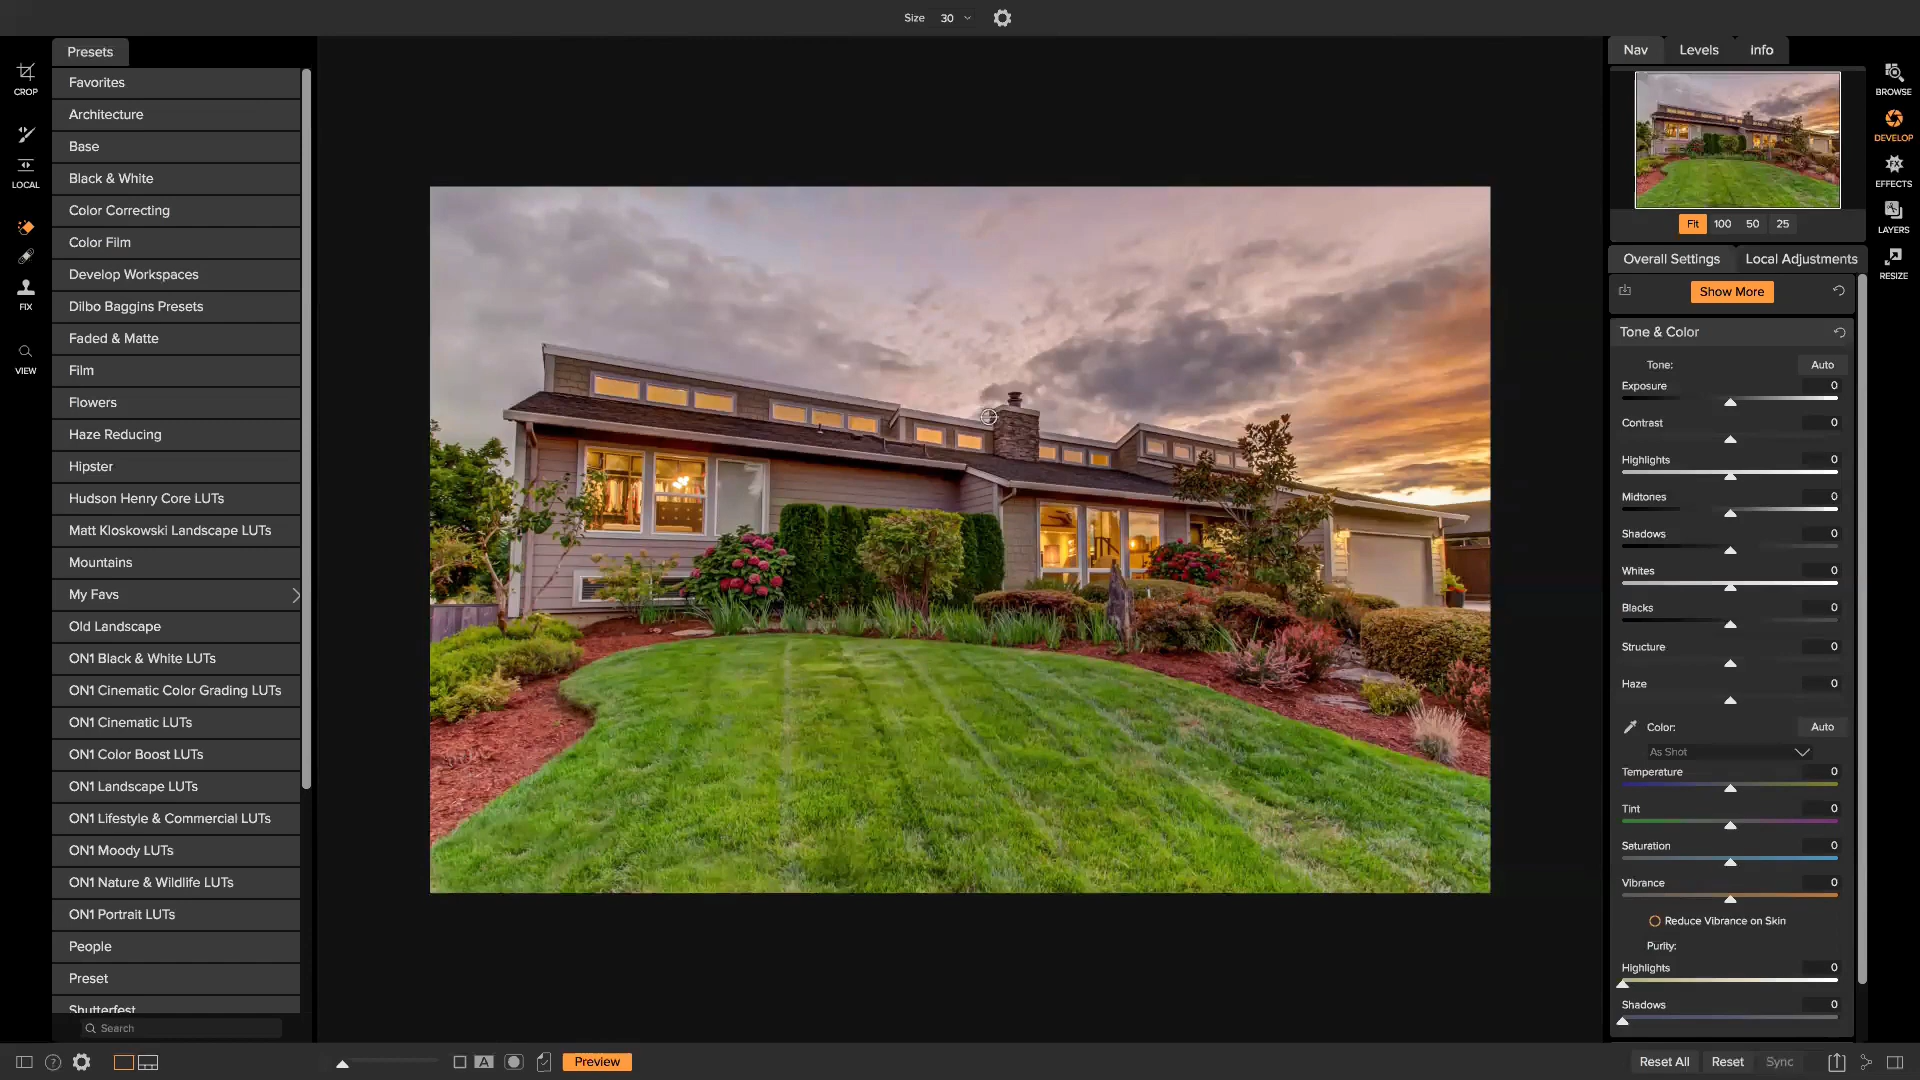 Size 30
Presets
Favorites
Architecture
Base
Black & White
Color Correcting
Color Film
Develop Workspaces
Dilbo Baggins Presets
Faded & Matte
Film
Flowers
Haze Reducing
Hipster
Hudson Henry Core LUTs
Matt Kloskowski Landscape LUTs
Mountains
My Favs
Old Landscape
ON1 Black & White LUTs
ON1 Cinematic Color Grading LUTs
ON1 Cinematic LUTs
ON1 Color Boost LUTs
ON1 Landscape LUTs
ON1 Lifestyle & Commercial LUTs
ON1 Moody LUTs
ON1 Nature & Wildlife LUTs
ON1 Portrait LUTs
People
Preset
Shutterfest
Search
CROP
LOCAL
FIX
VIEW
Nav Levels Info
Fit 100 50 25
Overall Settings Local Adjustments
Show More
Tone & Color
Tone: Auto
Exposure 0
Contrast 0
Highlights 0
Midtones 0
Shadows 0
Whites 0
Blacks 0
Structure 0
Haze 0
Color: Auto
As Shot
Temperature 0
Tint 0
Saturation 0
Vibrance 0
Reduce Vibrance on Skin
Purity:
Highlights 0
Shadows 0
BROWSE
DEVELOP
FX
EFFECTS
LAYERS
RESIZE
?
A
Preview
Reset All Reset Sync